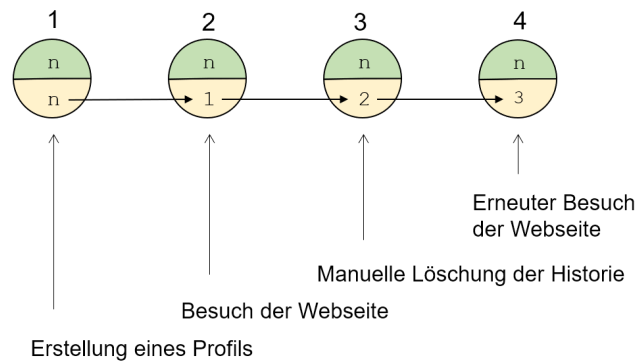 1 2 3 4
n n n n
n 1 2 3
Erneuter Besuch
der Webseite
Manuelle Löschung der Historie
Besuch der Webseite
Erstellung eines Profils